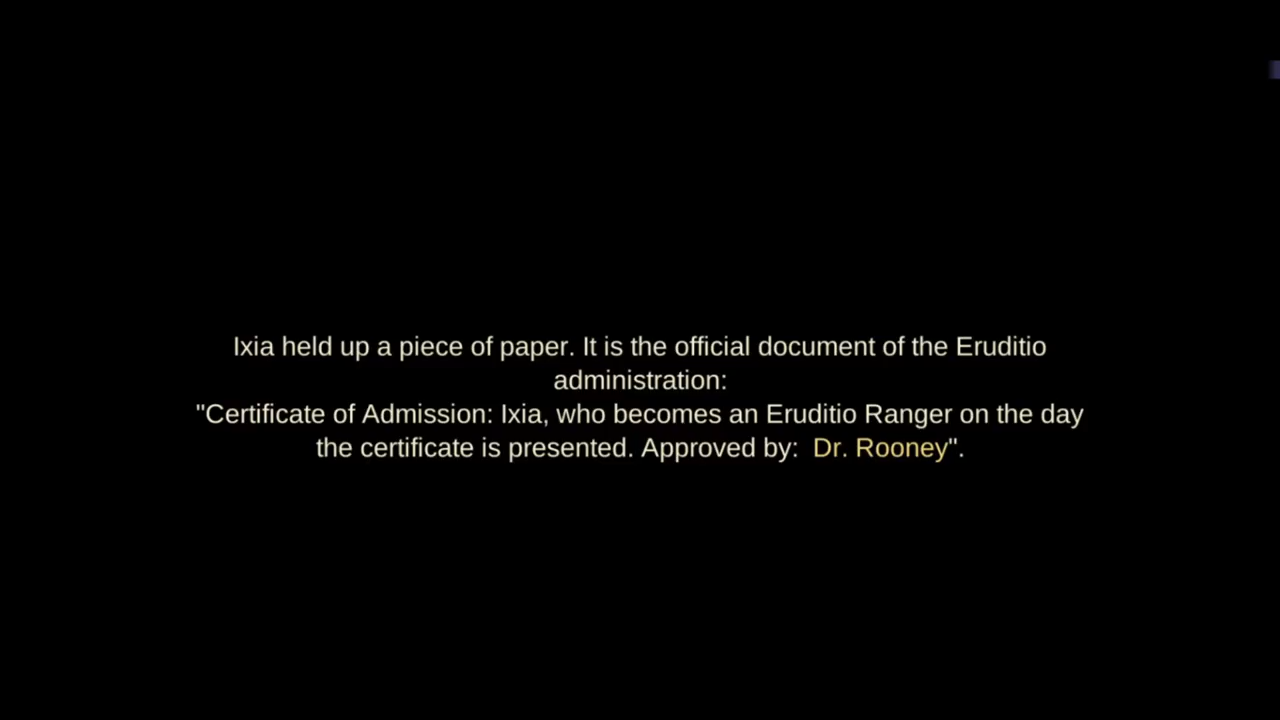 Ixia held up a piece of paper. It is the official document of the Eruditio
administration:
"Certificate of Admission: Ixia, who becomes an Eruditio Ranger on the day
the certificate is presented. Approved by:  Dr. Rooney".